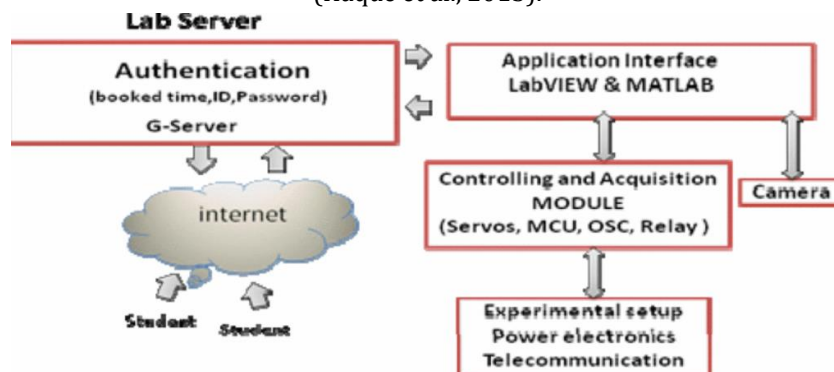 Lab Server
Authentication
(booked time,ID,Password)
G-Server
Application Interface
LabVIEW & MATLAB
Controlling and Acquisition
MODULE
(Servos, MCU, OSC, Relay )
Camera
internet
Student
Student
Experimental setup
Power electronics
Telecommunication